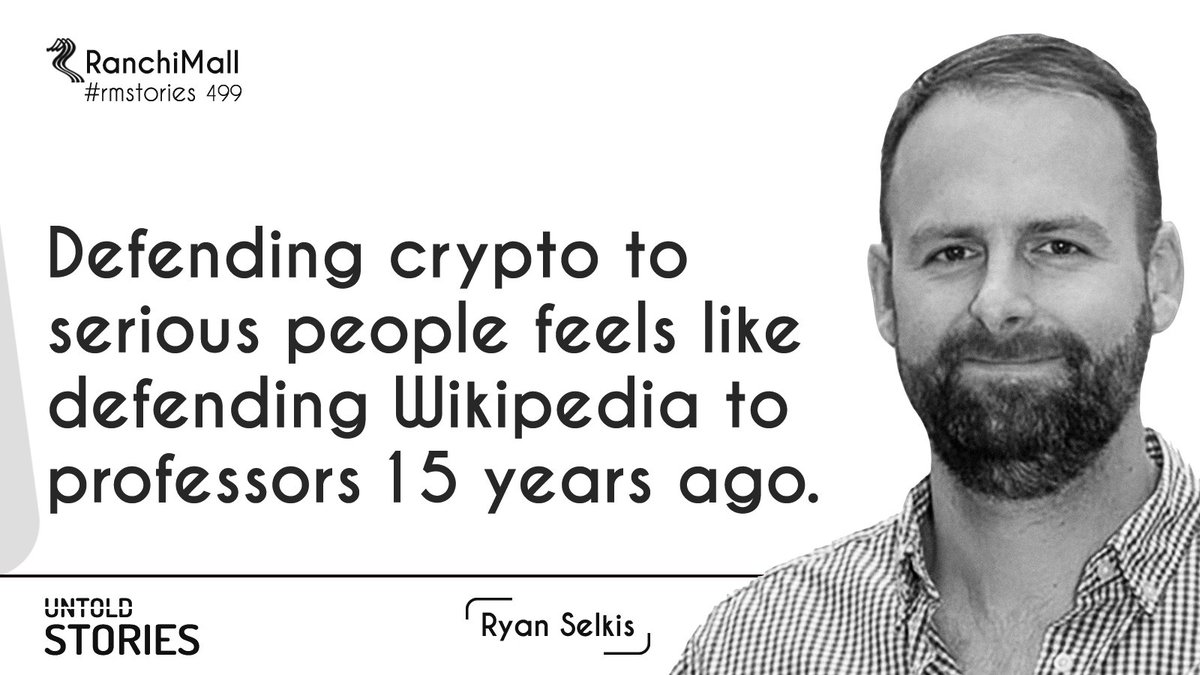 RanchiMall
#rmstories 499
Defending crypto to
serious people feels like
defending Wikipedia to
professors 15 years ago.
UNTOLD
STORIES
Ryan Selkis